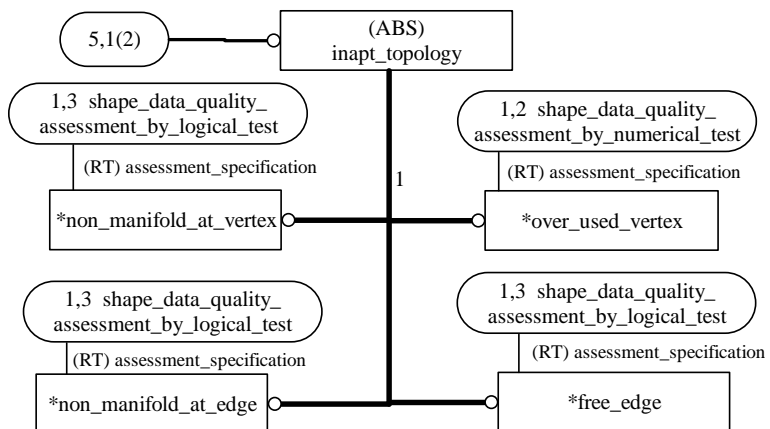 5,1(2)
(ABS)
inapt_topology
1,3 shape_data_quality_
assessment_by_logical_test
(RT) assessment_specification
*non_manifold_at_vertex
1
1,2 shape_data_quality_
assessment_by_numerical_test
(RT) assessment_specification
*over_used_vertex
1,3 shape_data_quality_
assessment_by_logical_test
(RT) assessment_specification
*non_manifold_at_edge
1,3 shape_data_quality_
assessment_by_logical_test
(RT) assessment_specification
*free_edge